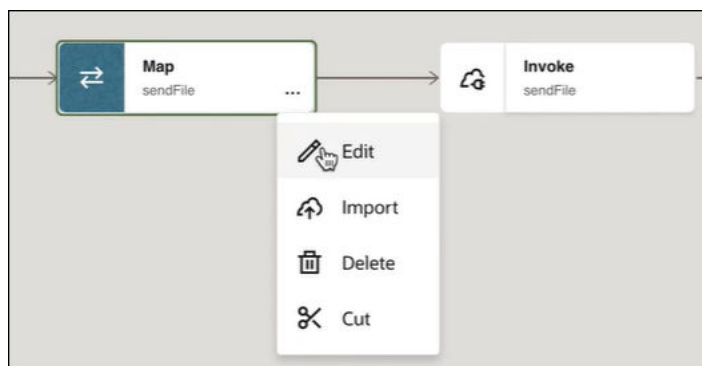 Map
sendFile
...
Invoke
sendFile
Edit
Import
Delete
Cut